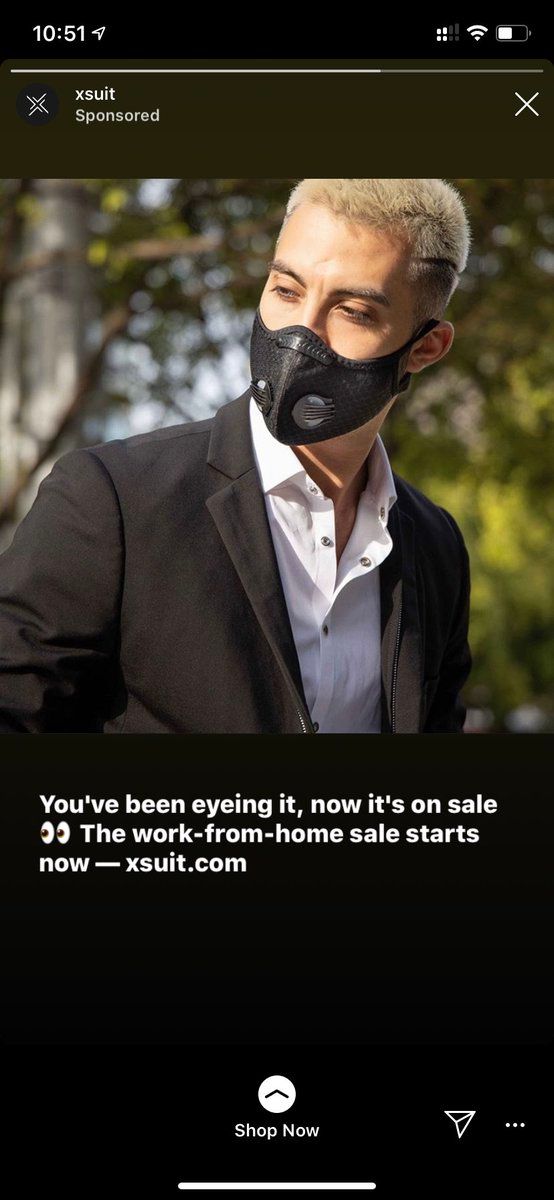 10:51
xsuit
Sponsored
You've been eyeing it, now it's on sale
👀 The work-from-home sale starts
now — xsuit.com
Shop Now